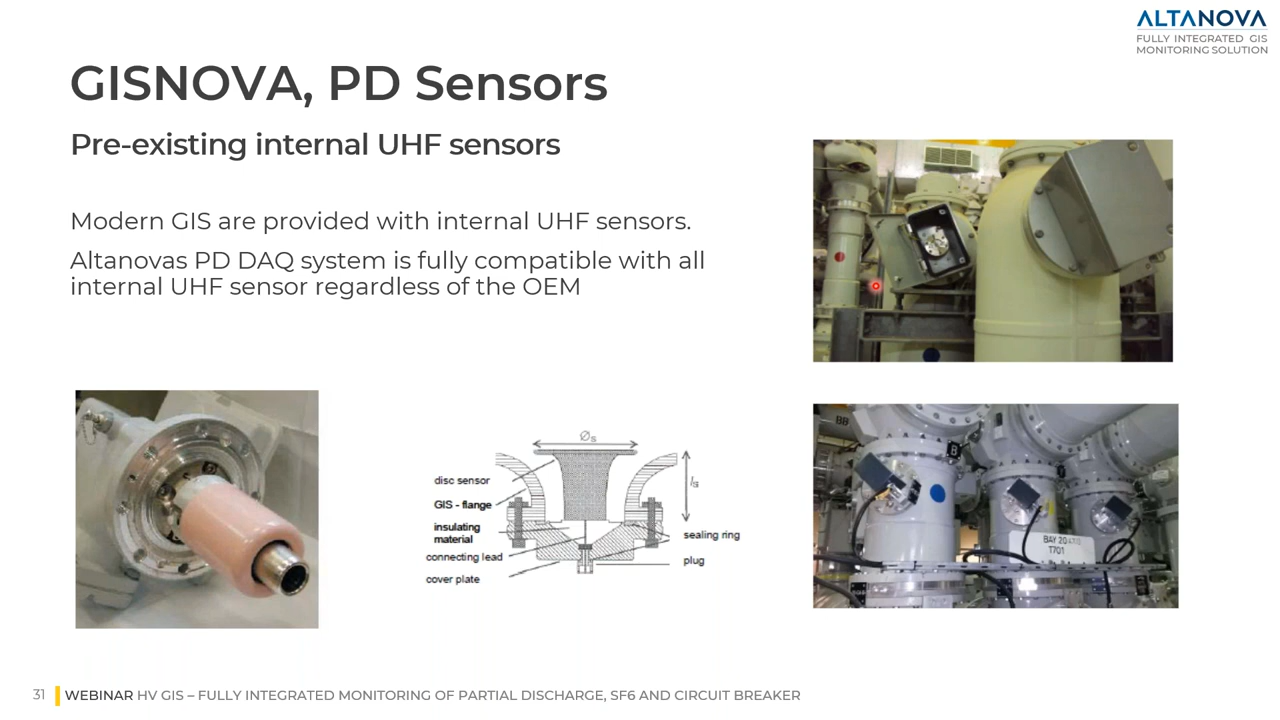 ALTANOVA
FULLY INTEGRATED GIS
MONITORING SOLUTION
GISNOVA, PD Sensors
Pre-existing internal UHF sensors
Modern GIS are provided with internal UHF sensors.
Altanovas PD DAQ system is fully compatible with all
internal UHF sensor regardless of the OEM
Øs
disc sensor
ls
GIS - flange
insulating
material
sealing ring
connecting lead
plug
cover plate
BB
B
T701
31 WEBINAR HV GIS – FULLY INTEGRATED MONITORING OF PARTIAL DISCHARGE, SF6 AND CIRCUIT BREAKER